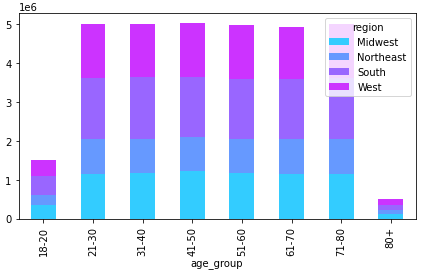 1e6
region
Midwest
Northeast
South
West
5
4
3
2
1
0
18-20
21-30
31-40
41-50
51-60
61-70
71-80
80+
age_group